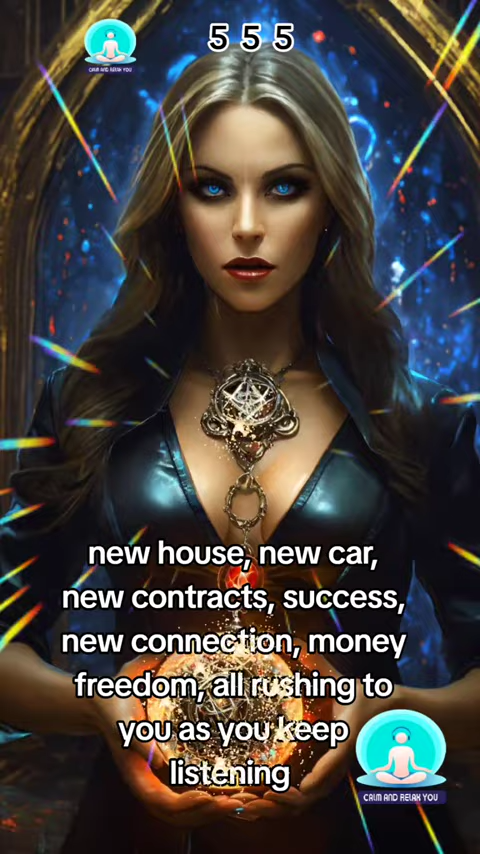 5 5 5
CALM AND RELAX YOU
new house, new car,
new contracts, success,
new connection, money
freedom, all rushing to
you as you keep
listening
CAIM AND RELAX YOU